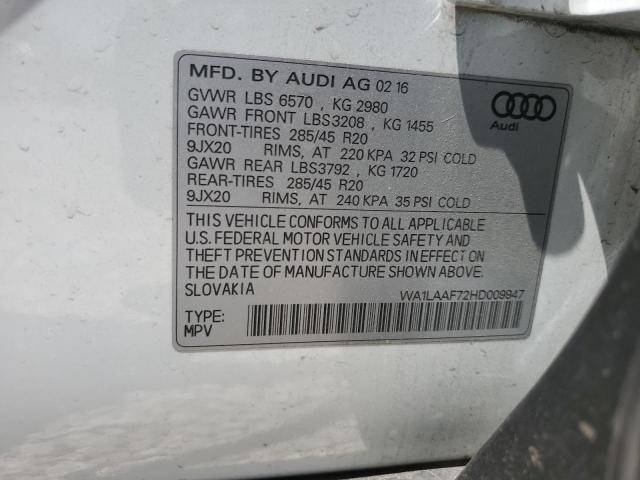 MFD. BY AUDI AG 02 16
GVWR LBS 6570 , KG 2980
GAWR FRONT LBS3208 , KG 1455
FRONT-TIRES 285/45 R20
9JX20 RIMS, AT 220 KPA 32 PSI COLD
GAWR REAR LBS3792 , KG 1720
REAR-TIRES 285/45 R20
9JX20 RIMS, AT 240 KPA 35 PSI COLD
Audi
THIS VEHICLE CONFORMS TO ALL APPLICABLE
U.S. FEDERAL MOTOR VEHICLE SAFETY AND
THEFT PREVENTION STANDARDS IN EFFECT ON
THE DATE OF MANUFACTURE SHOWN ABOVE
SLOVAKIA
WA1LAAF72HD009947
TYPE:
MPV